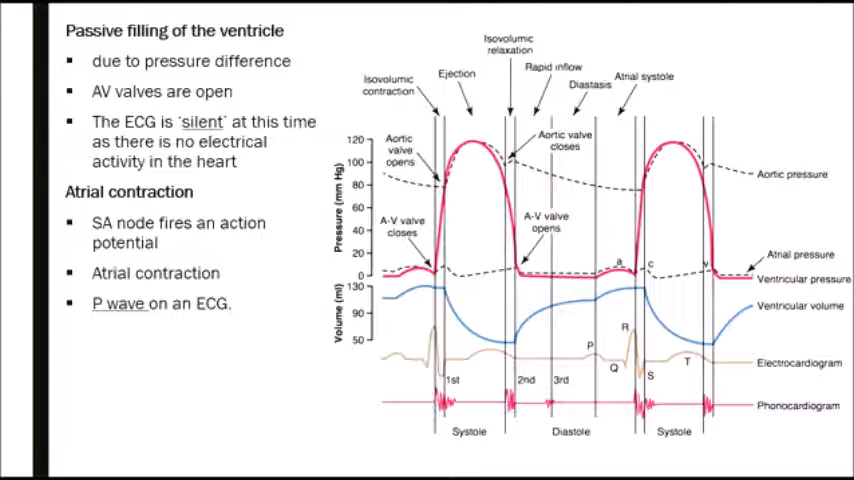 Passive filling of the ventricle
▪ due to pressure difference
▪ AV valves are open
▪ The ECG is 'silent' at this time
as there is no electrical
activity in the heart
Atrial contraction
▪ SA node fires an action
potential
▪ Atrial contraction
▪ P wave on an ECG.
Isovolumic
relaxation
Isovolumic
contraction
Ejection
Rapid inflow
Diastasis
Atrial systole
Aortic
valve
opens
Aortic valve
closes
A-V valve
closes
A-V valve
opens
Pressure (mm Hg)
120
100
80
60
40
20
0
Volume (ml)
130
90
50
a
c
v
Aortic pressure
Atrial pressure
Ventricular pressure
Ventricular volume
R
P
Q
S
T
Electrocardiogram
1st
2nd
3rd
Phonocardiogram
Systole
Diastole
Systole